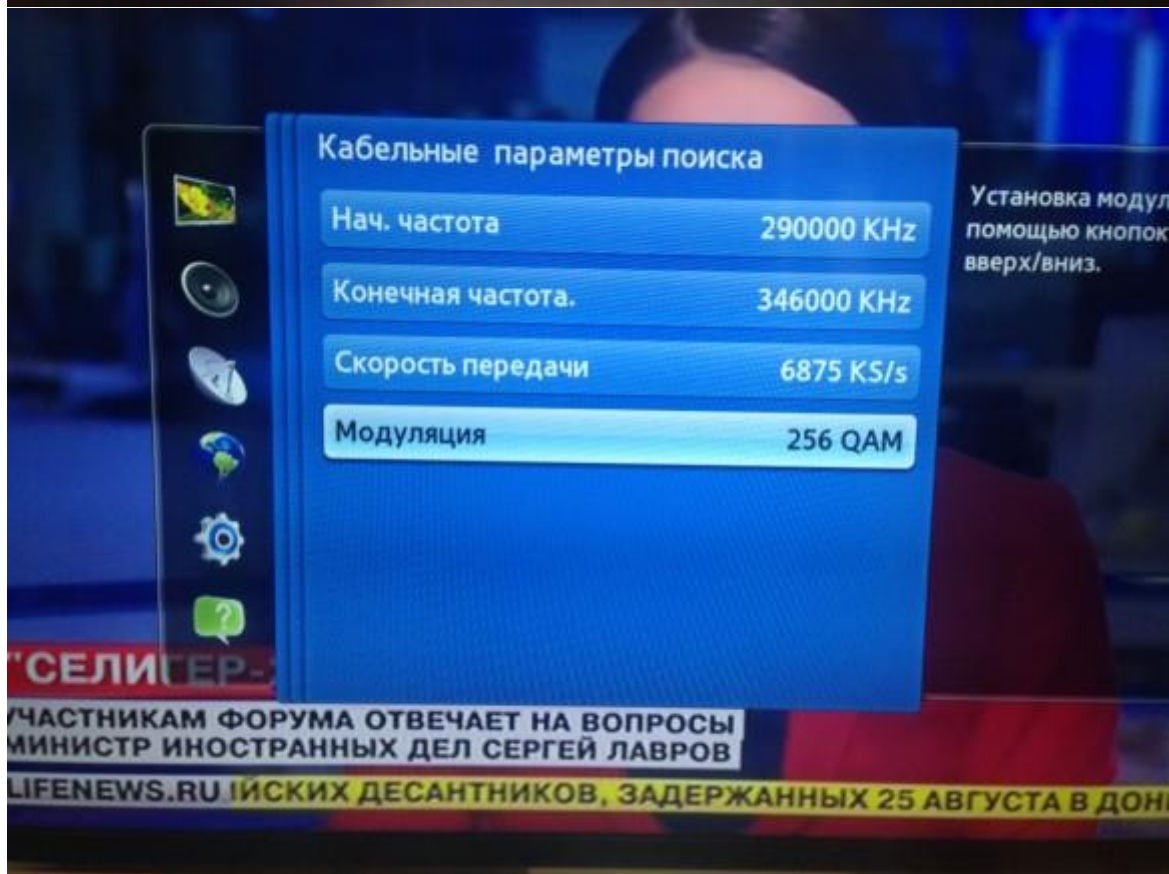 Кабельные параметры поиска
Нач. частота 290000 KHz
Конечная частота. 346000 KHz
Скорость передачи 6875 KS/s
Модуляция 256 QAM
Установка модул
помощью кнопок
вверх/вниз.
"СЕЛИГЕР-
УЧАСТНИКАМ ФОРУМА ОТВЕЧАЕТ НА ВОПРОСЫ
МИНИСТР ИНОСТРАННЫХ ДЕЛ СЕРГЕЙ ЛАВРОВ
LIFENEWS.RU ИЙСКИХ ДЕСАНТНИКОВ, ЗАДЕРЖАННЫХ 25 АВГУСТА В ДОН